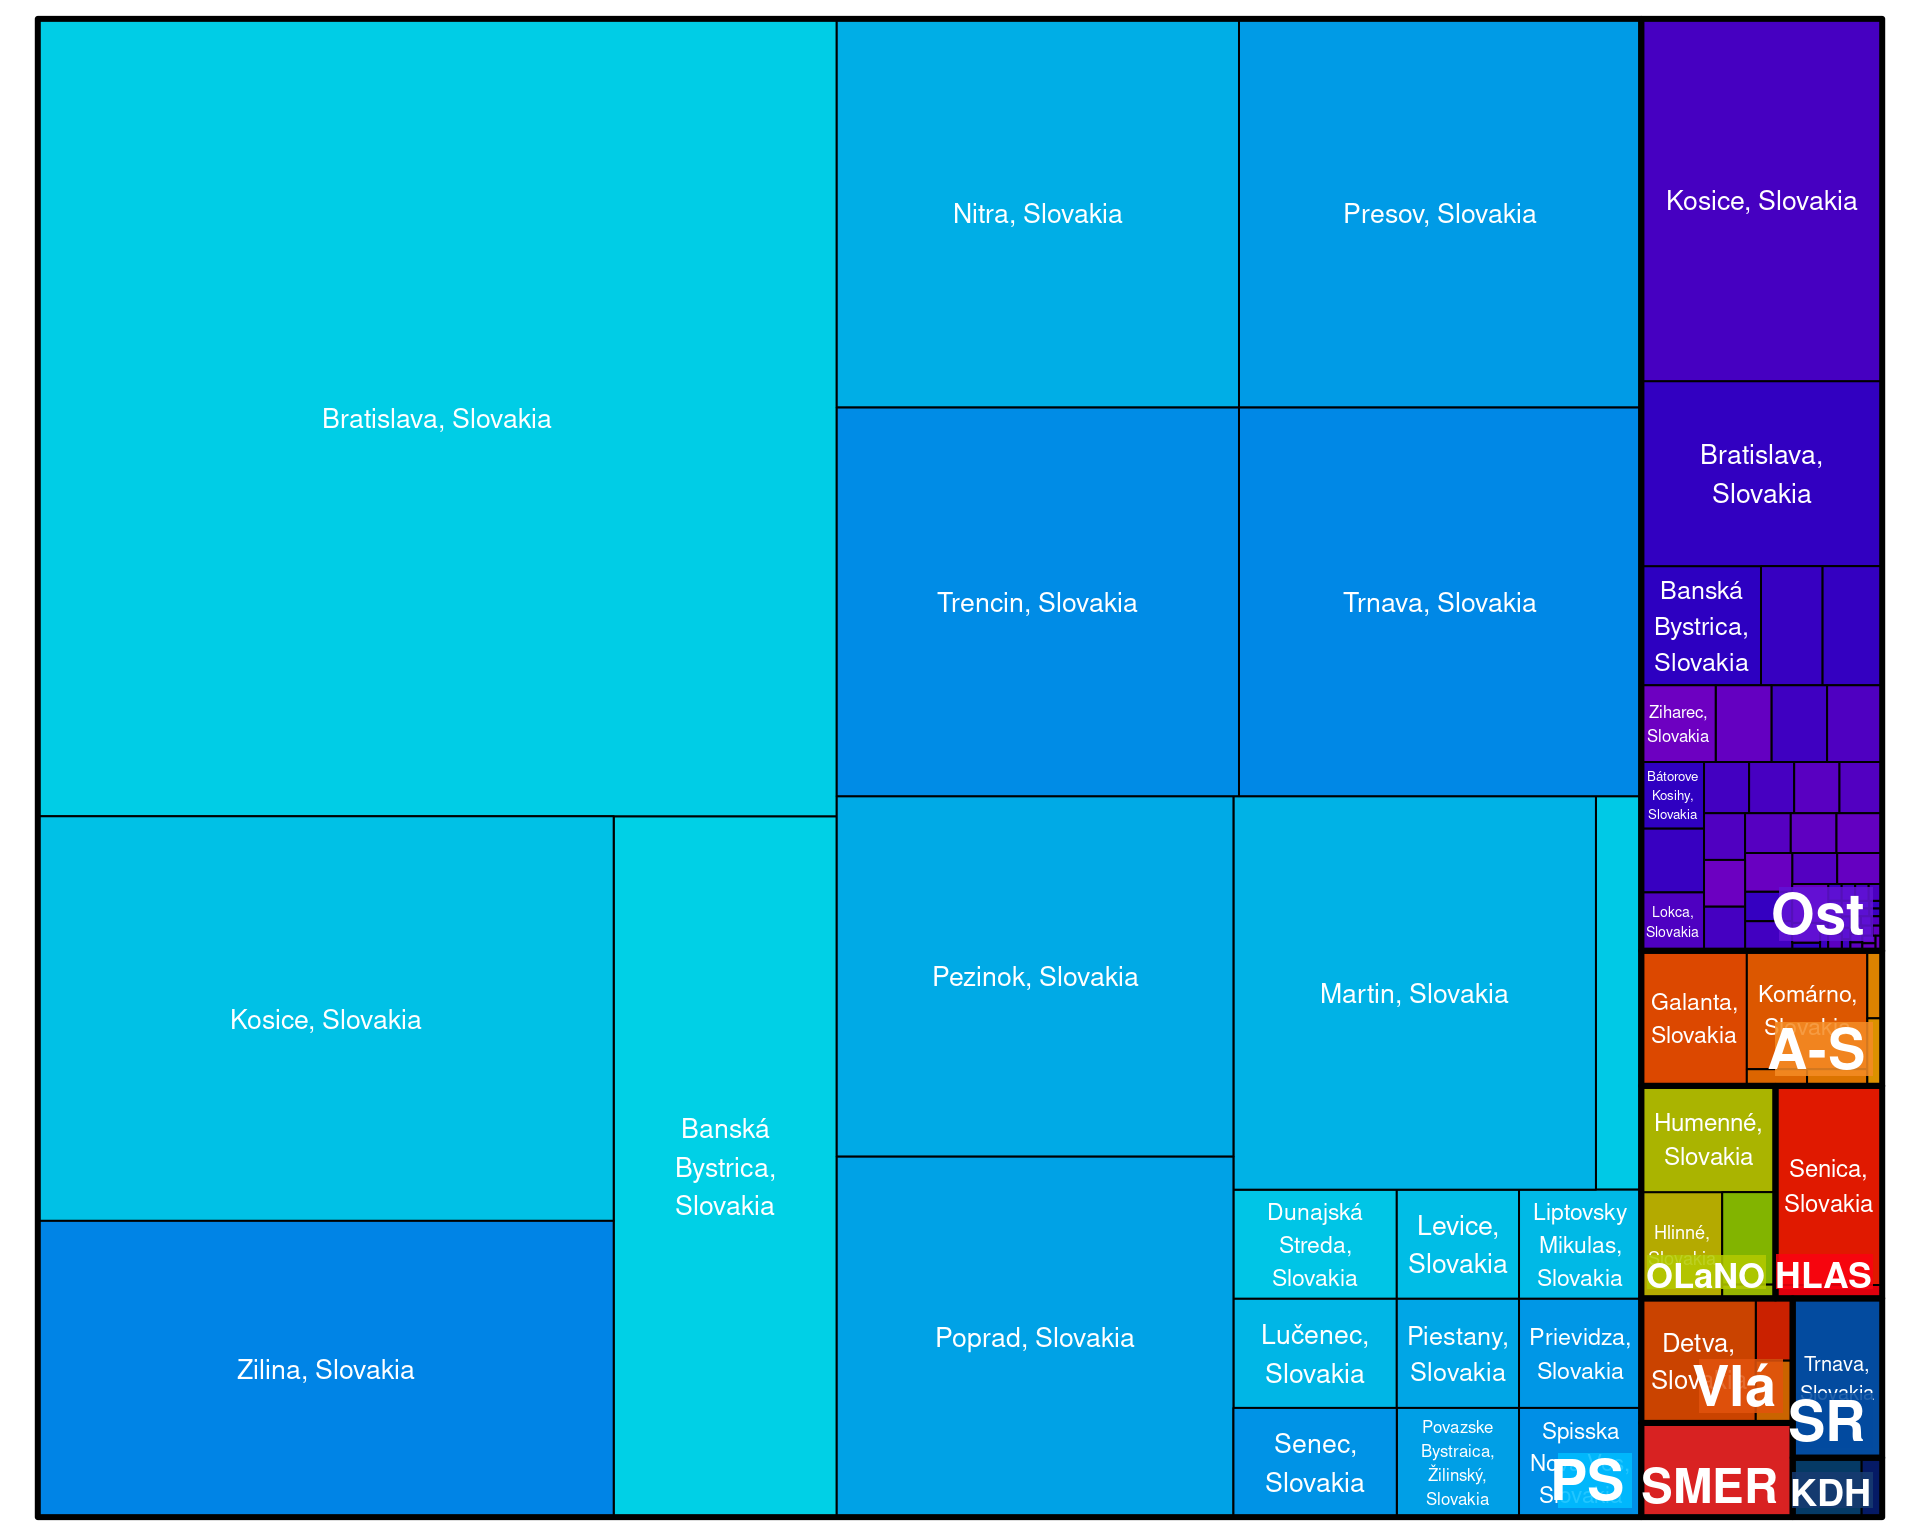 Bratislava, Slovakia
Nitra, Slovakia
Presov, Slovakia
Kosice, Slovakia
Bratislava,
Slovakia
Trencin, Slovakia
Trnava, Slovakia
Banská
Bystrica,
Slovakia
Ziharec,
Slovakia
Bátorove
Kosihy,
Slovakia
Lokca,
Slovakia
Ost
Kosice, Slovakia
Zilina, Slovakia
Banská
Bystrica,
Slovakia
Pezinok, Slovakia
Poprad, Slovakia
Martin, Slovakia
Dunajská
Streda,
Slovakia
Levice,
Slovakia
Liptovsky
Mikulas,
Slovakia
Lučenec,
Slovakia
Piestany,
Slovakia
Prievidza,
Slovakia
Senec,
Slovakia
Povazske
Bystraica,
Žilinský,
Slovakia
Spisska
PS
Galanta,
Slovakia
Komárno,
Slovakia
A-S
Humenné,
Slovakia
Hlinné,
Slovakia
OLaNO
Senica,
Slovakia
HLAS
Detva,
Vlá
Trnava,
Slovakia
SR
SMER
KDH